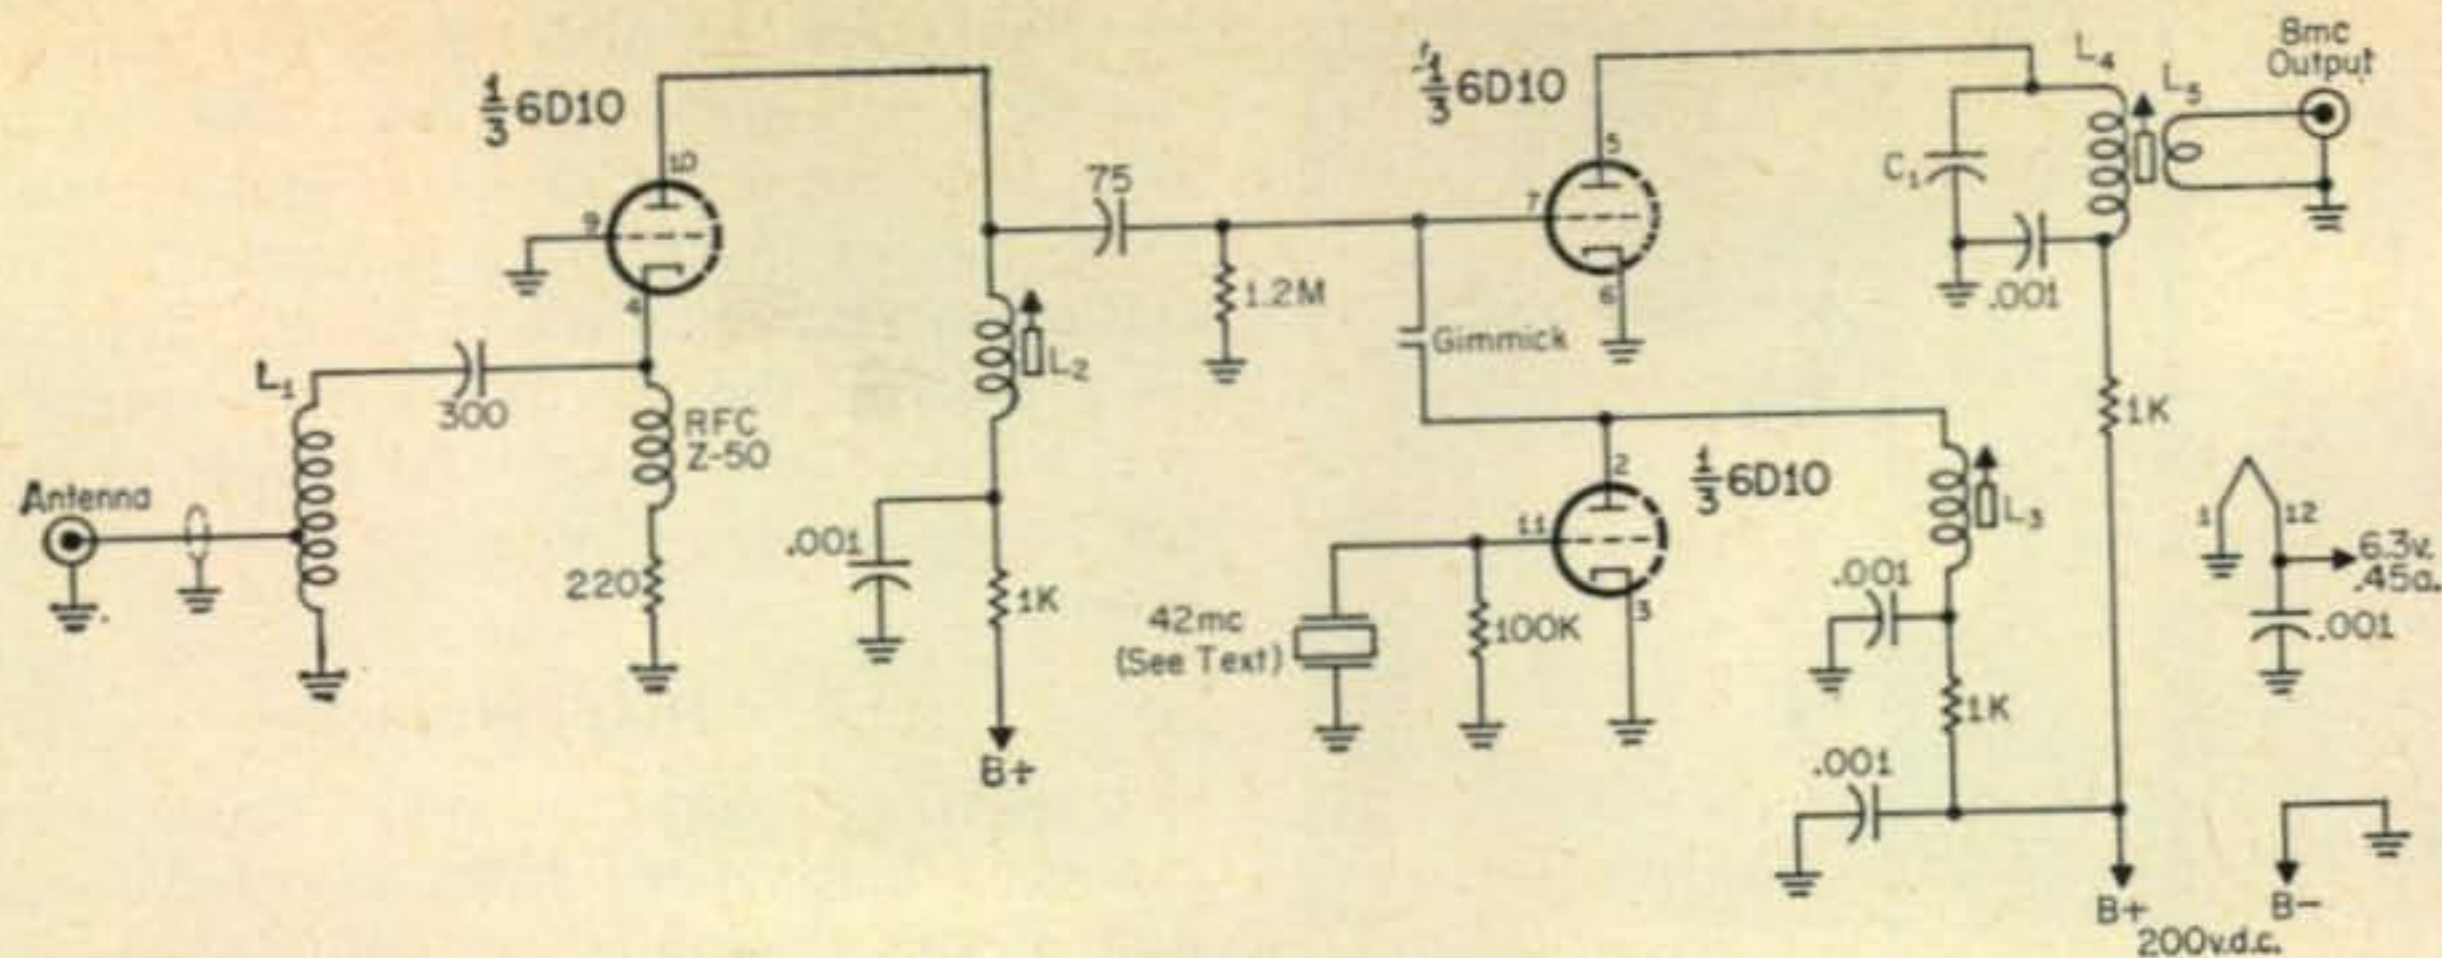 1/3 6D10
10
9
4
L1
300
RFC
Z-50
Antenna
220
.001
1K
B+
75
1.2M
L2
Gimmick
1/3 6D10
5
7
6
C1
.001
L4
L5
8mc
Output
1K
2
1/3 6D10
11
3
42mc
(See Text)
100K
L3
.001
1K
.001
1
12
6.3v.
.45a.
.001
B+
200v.d.c.
B−